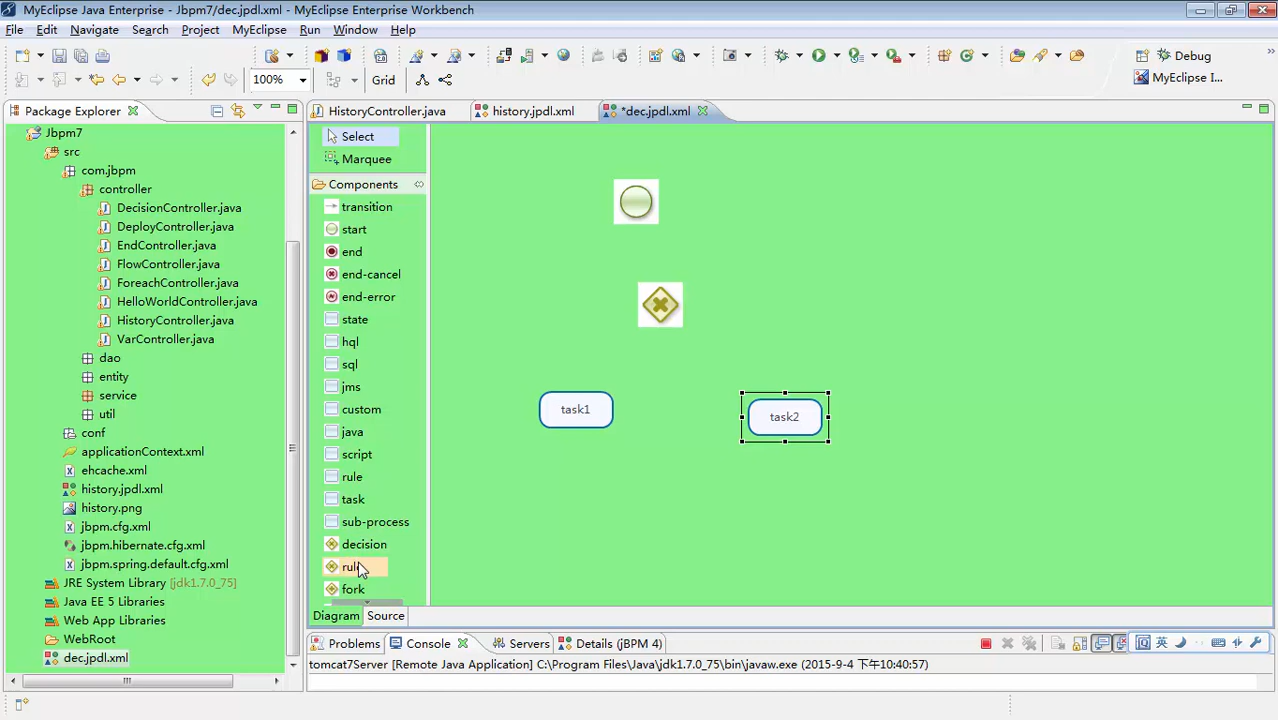 MyEclipse Java Enterprise - Jbpm7/dec.jpdl.xml - MyEclipse Enterprise Workbench
File Edit Navigate Search Project MyEclipse Run Window Help
Debug
100% Grid MyEclipse I...
Package Explorer HistoryController.java history.jpdl.xml *dec.jpdl.xml
Jbpm7
src
com.jbpm
controller
DecisionController.java
DeployController.java
EndController.java
FlowController.java
ForeachController.java
HelloWorldController.java
HistoryController.java
VarController.java
dao
entity
service
util
conf
applicationContext.xml
ehcache.xml
history.jpdl.xml
history.png
jbpm.cfg.xml
jbpm.hibernate.cfg.xml
jbpm.spring.default.cfg.xml
JRE System Library [jdk1.7.0_75]
Java EE 5 Libraries
Web App Libraries
WebRoot
dec.jpdl.xml
Select
Marquee
Components
transition
start
end
end-cancel
end-error
state
hql
sql
jms
custom
java
script
rule
task
sub-process
decision
fork
task1
task2
Diagram Source
Problems Console Servers Details (jBPM 4)
英
tomcat7Server [Remote Java Application] C:\Program Files\Java\jdk1.7.0_75\bin\javaw.exe (2015-9-4 下午10:40:57)